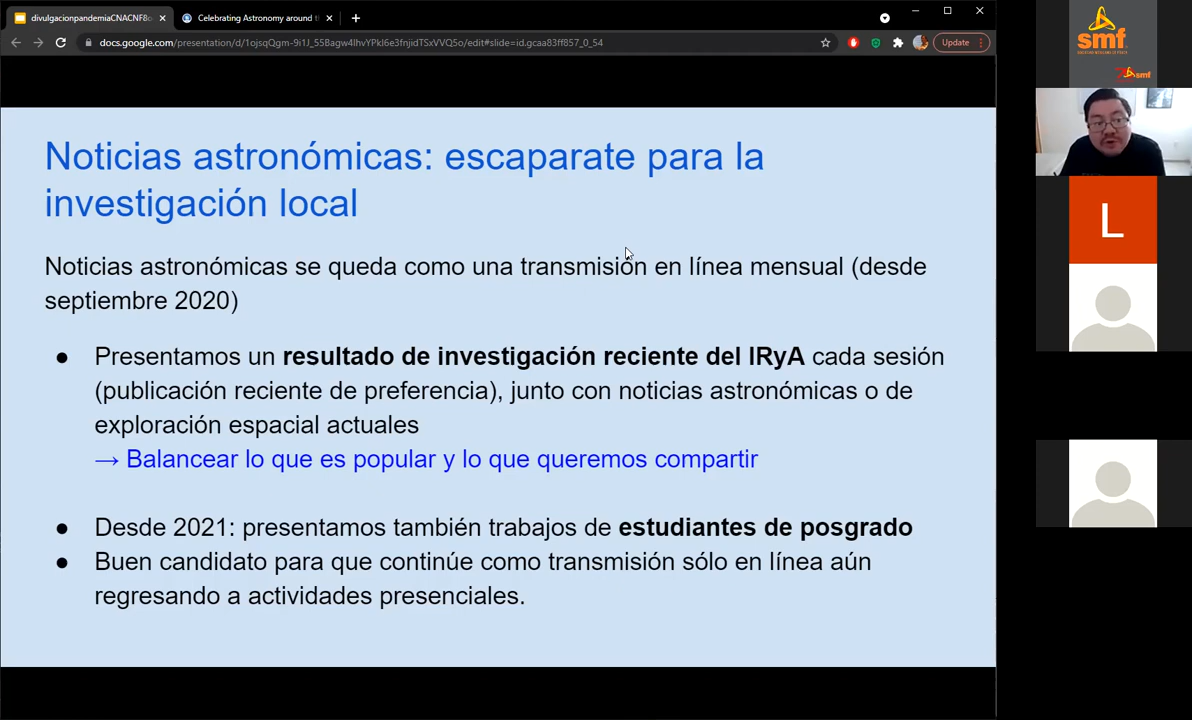 divulgacionpandemiaCNACNF8o
Celebrating Astronomy around t
docs.google.com/presentation/d/1ojsqQgm-9i1J_55Bagw4lhvYPkl6e3fnjidTSxVVQ5o/edit#slide=id.gcaa83ff857_0_54
Update
Noticias astronómicas: escaparate para la
investigación local
Noticias astronómicas se queda como una transmisión en línea mensual (desde
septiembre 2020)
● Presentamos un resultado de investigación reciente del IRyA cada sesión
(publicación reciente de preferencia), junto con noticias astronómicas o de
exploración espacial actuales
→ Balancear lo que es popular y lo que queremos compartir
● Desde 2021: presentamos también trabajos de estudiantes de posgrado
● Buen candidato para que continúe como transmisión sólo en línea aún
regresando a actividades presenciales.
smf
smf
L